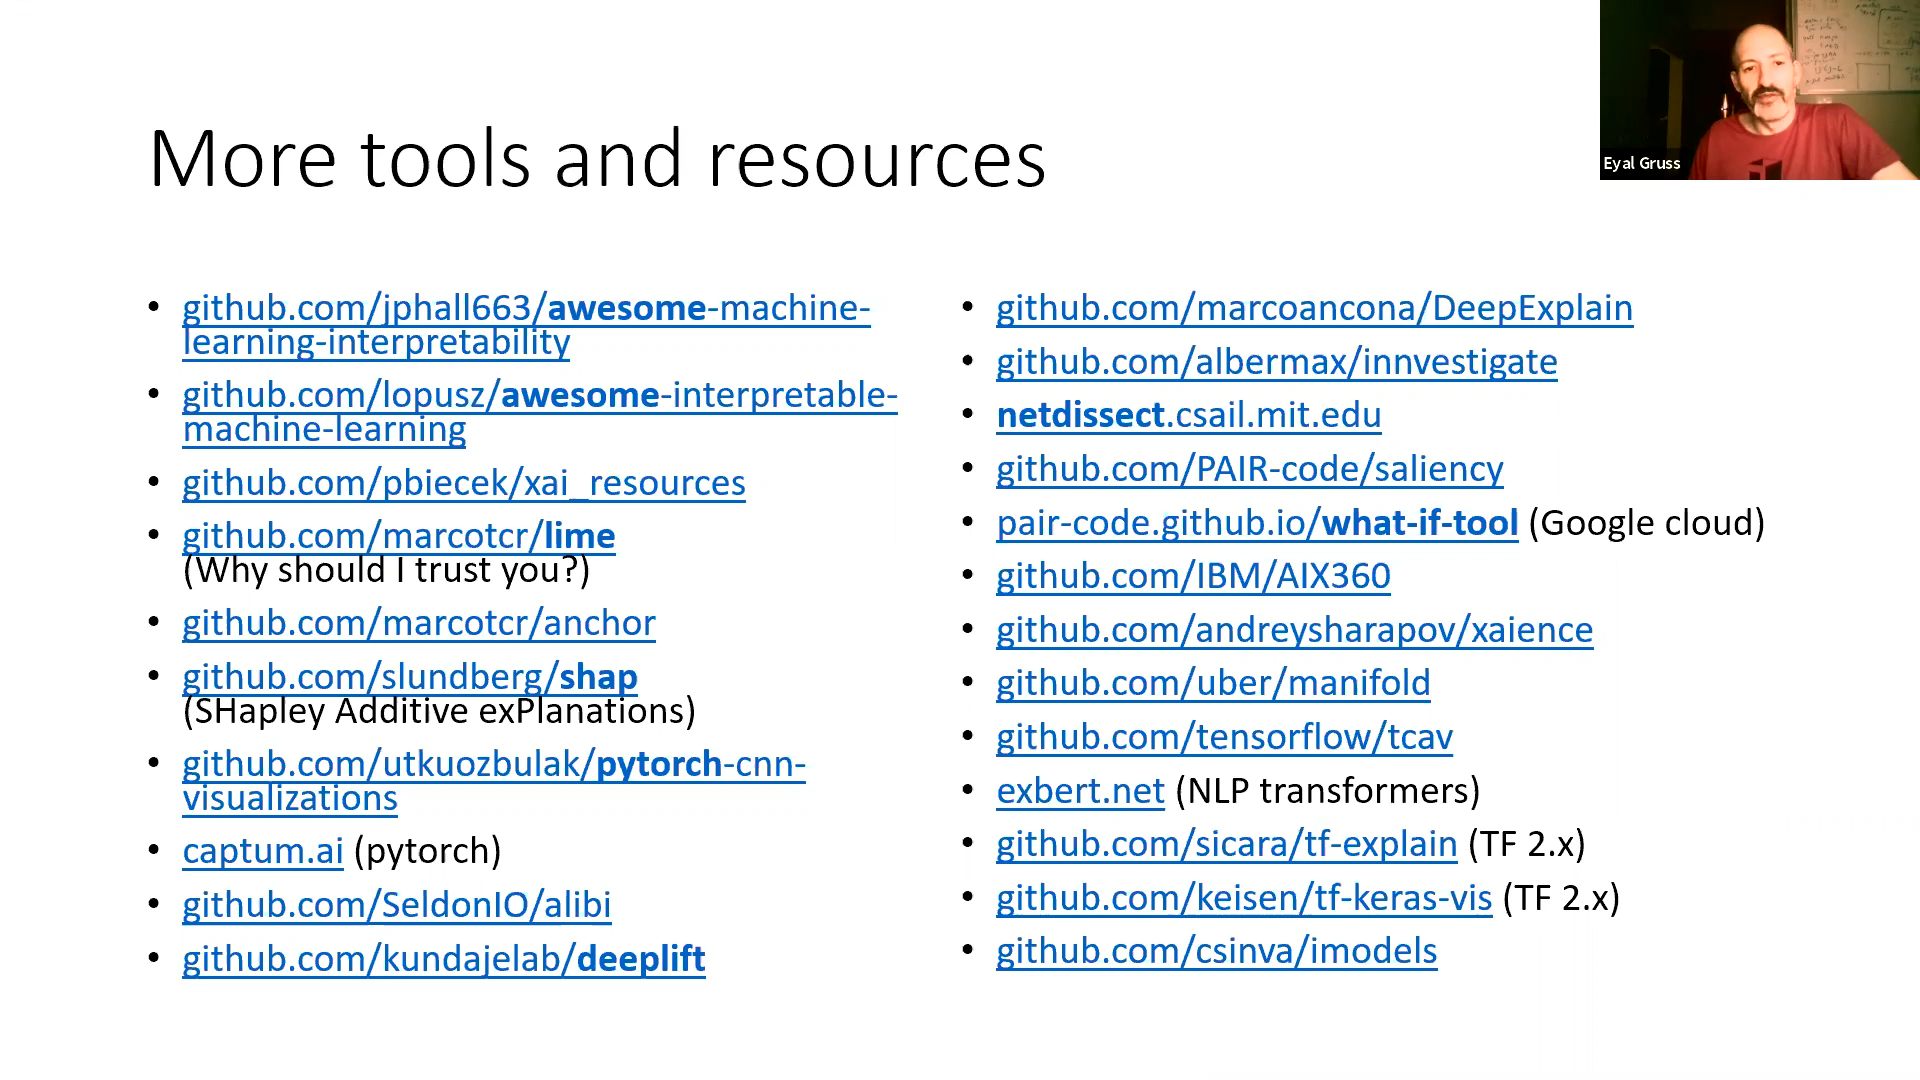 More tools and resources
Eyal Gruss
• github.com/jphall663/awesome-machine-
learning-interpretability
• github.com/lopusz/awesome-interpretable-
machine-learning
• github.com/pbiecek/xai_resources
• github.com/marcotcr/lime
(Why should I trust you?)
• github.com/marcotcr/anchor
• github.com/slundberg/shap
(SHapley Additive exPlanations)
• github.com/utkuozbulak/pytorch-cnn-
visualizations
• captum.ai (pytorch)
• github.com/SeldonIO/alibi
• github.com/kundajelab/deeplift
• github.com/marcoancona/DeepExplain
• github.com/albermax/innvestigate
• netdissect.csail.mit.edu
• github.com/PAIR-code/saliency
• pair-code.github.io/what-if-tool (Google cloud)
• github.com/IBM/AIX360
• github.com/andreysharapov/xaience
• github.com/uber/manifold
• github.com/tensorflow/tcav
• exbert.net (NLP transformers)
• github.com/sicara/tf-explain (TF 2.x)
• github.com/keisen/tf-keras-vis (TF 2.x)
• github.com/csinva/imodels